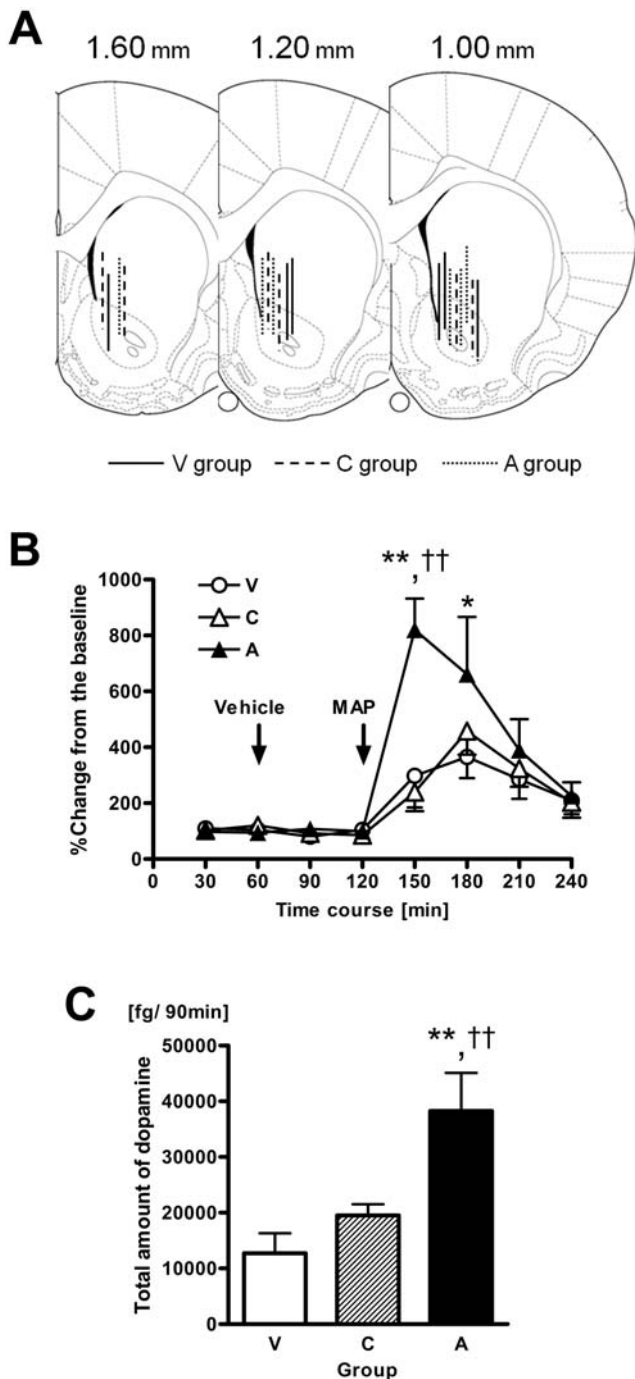 A
1.60 mm 1.20 mm 1.00 mm
V group C group A group
B
%Change from the baseline
1000
800
600
400
200
0
V
C
A
Vehicle
MAP
**, ††
*
0 30 60 90 120 150 180 210 240
Time course [min]
C
[fg/ 90min]
Total amount of dopamine
50000
40000
30000
20000
10000
0
**, ††
V C A
Group